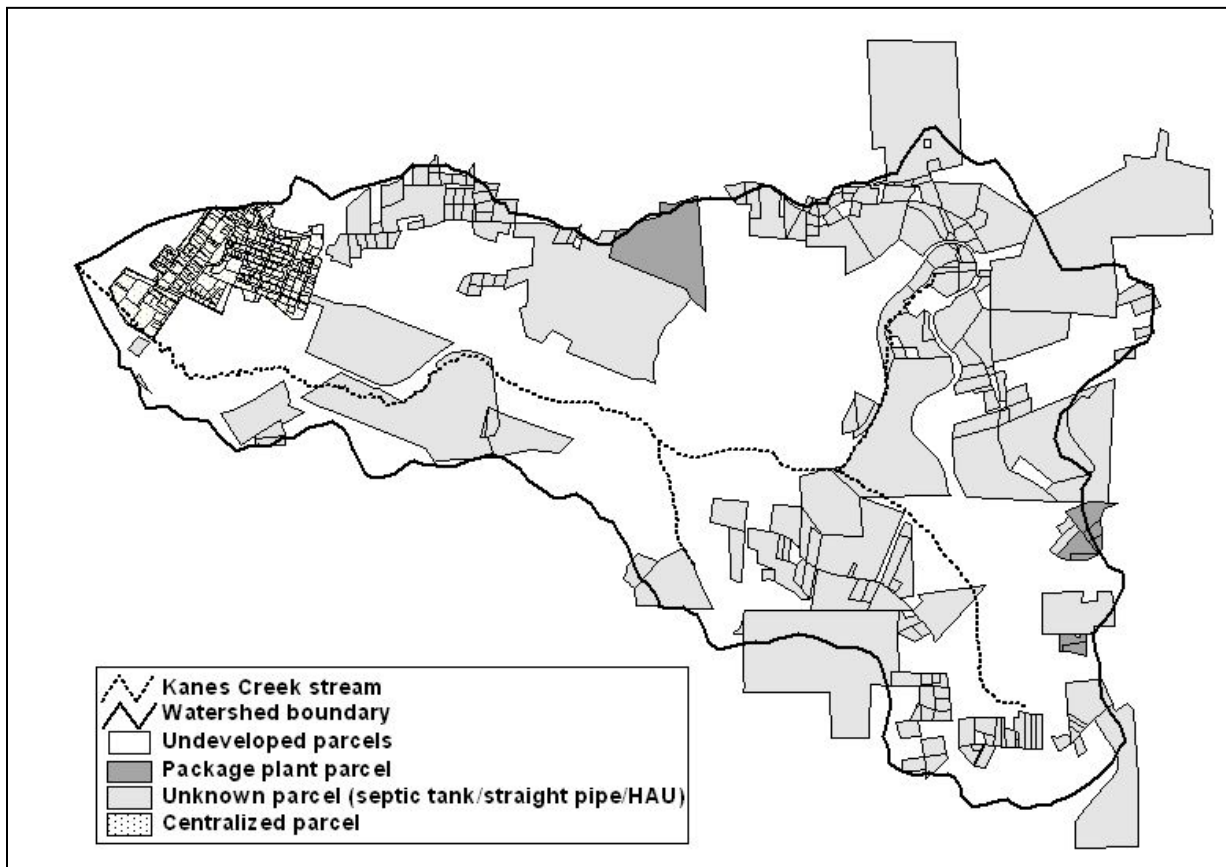 Kanes Creek stream
Watershed boundary
Undeveloped parcels
Package plant parcel
Unknown parcel (septic tank/straight pipe/HAU)
Centralized parcel